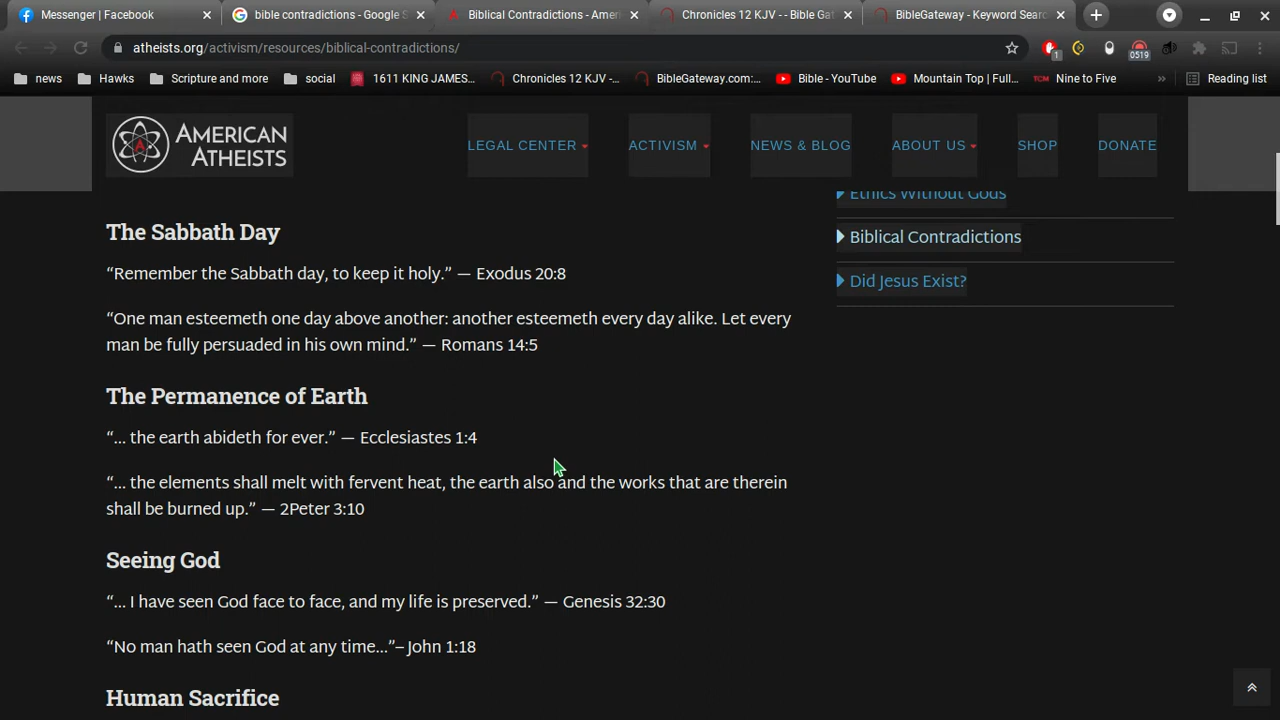 Messenger | Facebook
bible contradictions - Google S
Biblical Contradictions - Amer
Chronicles 12 KJV - - Bible Gat
BibleGateway - Keyword Searc
atheists.org/activism/resources/biblical-contradictions/
1
0519
news
Hawks
Scripture and more
social
1611 KING JAMES...
Chronicles 12 KJV -...
BibleGateway.com:...
Bible - YouTube
Mountain Top | Full...
TCM Nine to Five
»
Reading list
AMERICAN
ATHEISTS
LEGAL CENTER
ACTIVISM
NEWS & BLOG
ABOUT US
SHOP
DONATE
Ethics Without Gods
Biblical Contradictions
Did Jesus Exist?
The Sabbath Day
“Remember the Sabbath day, to keep it holy.” — Exodus 20:8
“One man esteemeth one day above another: another esteemeth every day alike. Let every
man be fully persuaded in his own mind.” — Romans 14:5
The Permanence of Earth
“… the earth abideth for ever.” — Ecclesiastes 1:4
“… the elements shall melt with fervent heat, the earth also and the works that are therein
shall be burned up.” — 2Peter 3:10
Seeing God
“… I have seen God face to face, and my life is preserved.” — Genesis 32:30
“No man hath seen God at any time…”– John 1:18
Human Sacrifice